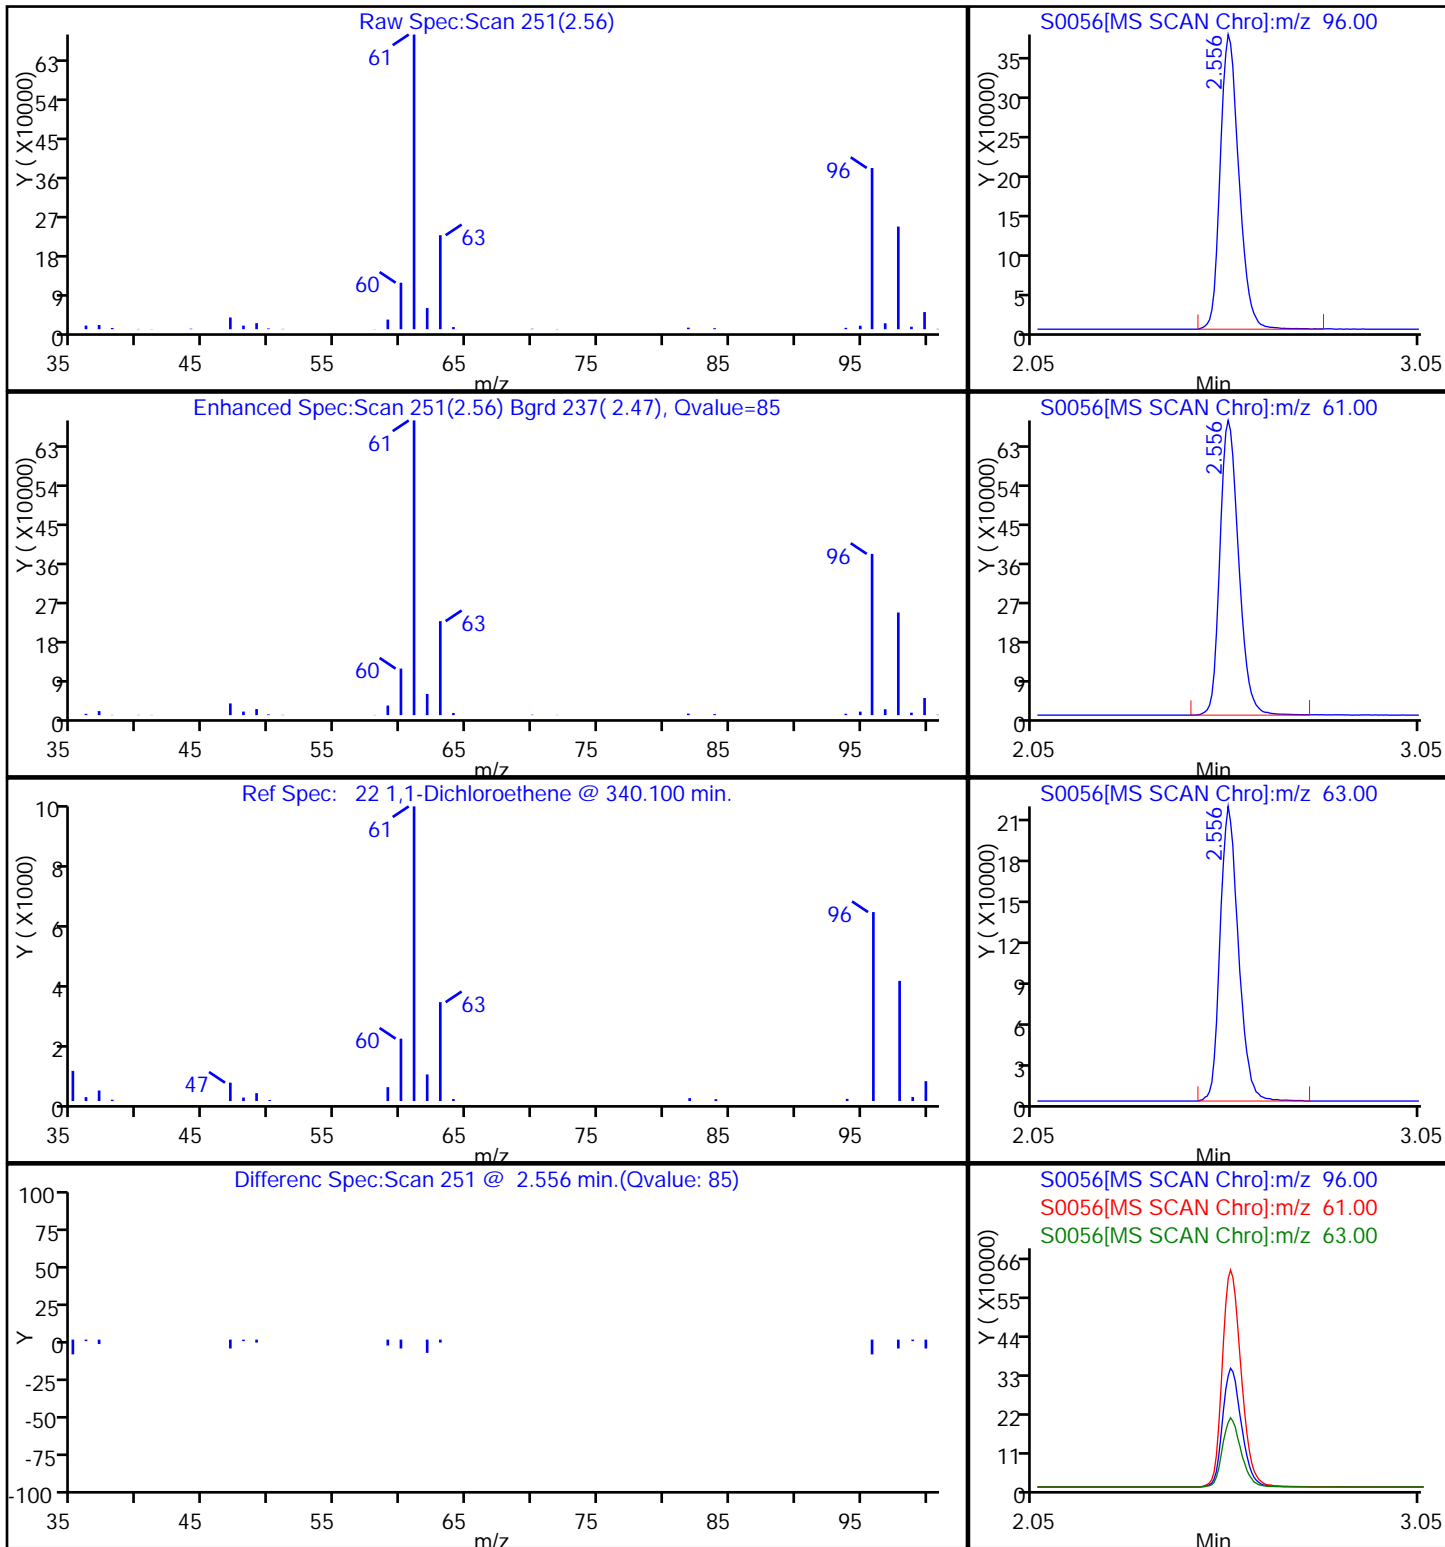 Raw Spec:Scan 251(2.56)
Y ( X10000)
63
54
45
36
27
18
9
0
61
60
63
96
35 45 55 65 75 85 95
m/z
S0056[MS SCAN Chro]:m/z 96.00
Y ( X10000)
35
30
25
20
15
10
5
0
2.556
2.05 3.05
Min
Enhanced Spec:Scan 251(2.56) Bgrd 237( 2.47), Qvalue=85
Y ( X10000)
63
54
45
36
27
18
9
0
61
60
63
96
35 45 55 65 75 85 95
m/z
S0056[MS SCAN Chro]:m/z 61.00
Y ( X10000)
63
54
45
36
27
18
9
0
2.556
2.05 3.05
Min
Ref Spec: 22 1,1-Dichloroethene @ 340.100 min.
Y ( X1000)
10
8
6
4
2
0
47
61
60
63
96
35 45 55 65 75 85 95
m/z
S0056[MS SCAN Chro]:m/z 63.00
Y ( X10000)
21
18
15
12
9
6
3
0
2.556
2.05 3.05
Min
Differenc Spec:Scan 251 @ 2.556 min.(Qvalue: 85)
Y
100
75
50
25
0
-25
-50
-75
-100
35 45 55 65 75 85 95
m/z
S0056[MS SCAN Chro]:m/z 96.00
S0056[MS SCAN Chro]:m/z 61.00
S0056[MS SCAN Chro]:m/z 63.00
Y ( X10000)
66
55
44
33
22
11
0
2.05 3.05
Min